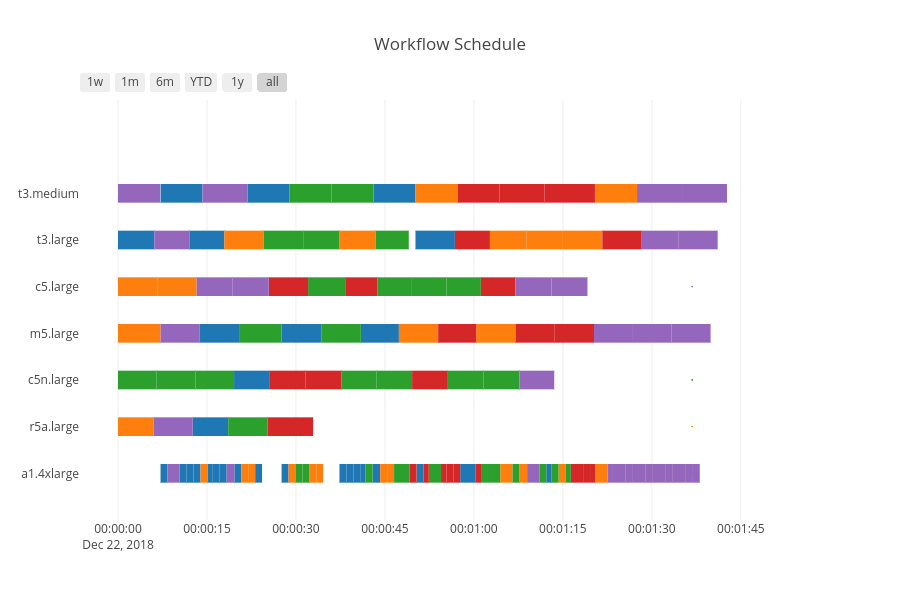 Workflow Schedule
1w 1m 6m YTD 1y all
t3.medium
t3.large
c5.large
m5.large
c5n.large
r5a.large
a1.4xlarge
00:00:00 00:00:15 00:00:30 00:00:45 00:01:00 00:01:15 00:01:30 00:01:45
Dec 22, 2018